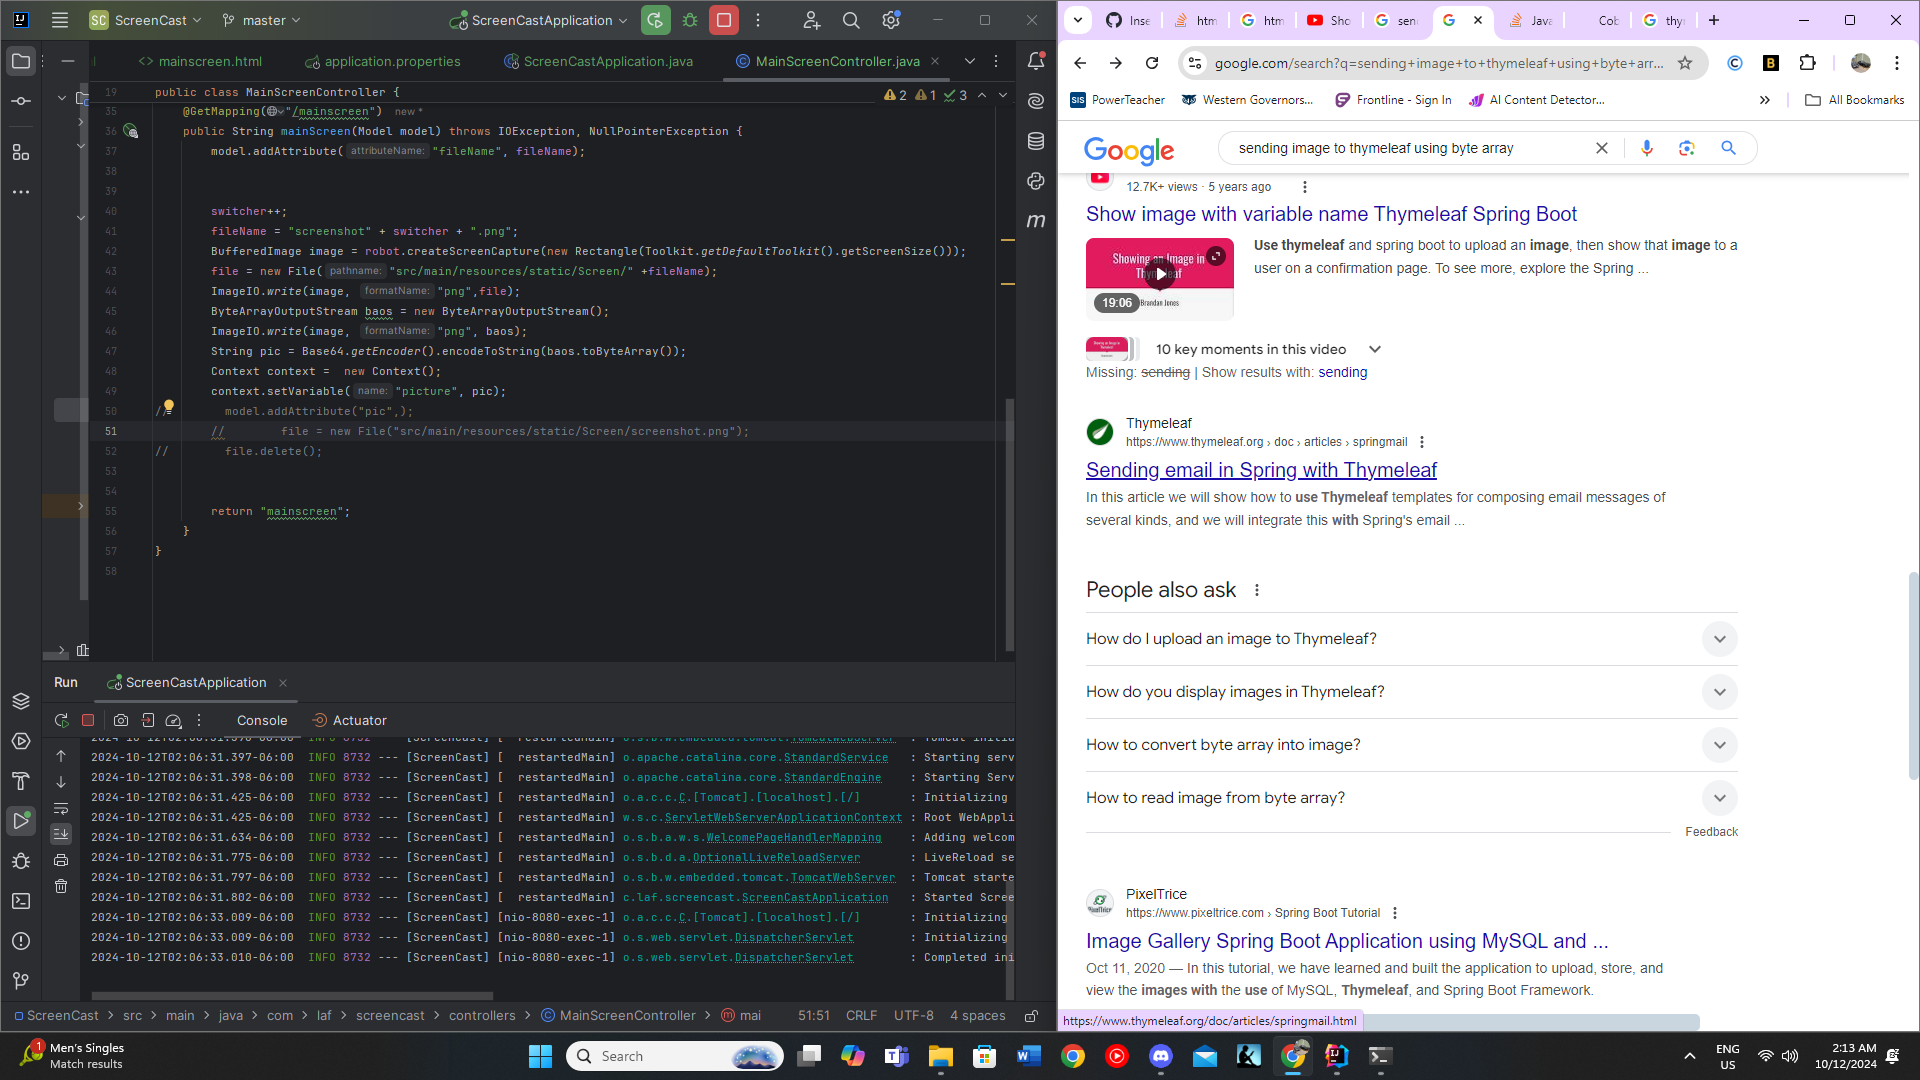 SC ScreenCast master ScreenCastApplication
mainscreen.html application.properties ScreenCastApplication.java MainScreenController.java
19 public class MainScreenController { 2 1 3
35 @GetMapping("/mainscreen") new *
36 public String mainScreen(Model model) throws IOException, NullPointerException {
37 model.addAttribute( attributeName: "fileName", fileName);
38
39
40 switcher++;
41 fileName = "screenshot" + switcher + ".png";
42 BufferedImage image = robot.createScreenCapture(new Rectangle(Toolkit.getDefaultToolkit().getScreenSize()));
43 file = new File( pathname: "src/main/resources/static/Screen/" +fileName);
44 ImageIO.write(image, formatName: "png",file);
45 ByteArrayOutputStream baos = new ByteArrayOutputStream();
46 ImageIO.write(image, formatName: "png", baos);
47 String pic = Base64.getEncoder().encodeToString(baos.toByteArray());
48 Context context = new Context();
49 context.setVariable( name: "picture", pic);
50 // model.addAttribute("pic",);
51 // file = new File("src/main/resources/static/Screen/screenshot.png");
52 // file.delete();
53
54
55 return "mainscreen";
56 }
57 }
58
Run ScreenCastApplication
Console Actuator
2024-10-12T02:06:31.397-06:00 INFO 8732 --- [ScreenCast] [ restartedMain] o.apache.catalina.core.StandardService : Starting serv
2024-10-12T02:06:31.398-06:00 INFO 8732 --- [ScreenCast] [ restartedMain] o.apache.catalina.core.StandardEngine : Starting Serv
2024-10-12T02:06:31.425-06:00 INFO 8732 --- [ScreenCast] [ restartedMain] o.a.c.c.C.[Tomcat].[localhost].[/] : Initializing
2024-10-12T02:06:31.425-06:00 INFO 8732 --- [ScreenCast] [ restartedMain] w.s.c.ServletWebServerApplicationContext : Root WebAppli
2024-10-12T02:06:31.634-06:00 INFO 8732 --- [ScreenCast] [ restartedMain] o.s.b.a.w.s.WelcomePageHandlerMapping : Adding welcom
2024-10-12T02:06:31.775-06:00 INFO 8732 --- [ScreenCast] [ restartedMain] o.s.b.d.a.OptionalLiveReloadServer : LiveReload se
2024-10-12T02:06:31.797-06:00 INFO 8732 --- [ScreenCast] [ restartedMain] o.s.b.w.embedded.tomcat.TomcatWebServer : Tomcat starte
2024-10-12T02:06:31.802-06:00 INFO 8732 --- [ScreenCast] [ restartedMain] c.laf.screencast.ScreenCastApplication : Started Scree
2024-10-12T02:06:33.009-06:00 INFO 8732 --- [ScreenCast] [nio-8080-exec-1] o.a.c.c.C.[Tomcat].[localhost].[/] : Initializing
2024-10-12T02:06:33.009-06:00 INFO 8732 --- [ScreenCast] [nio-8080-exec-1] o.s.web.servlet.DispatcherServlet : Initializing
2024-10-12T02:06:33.010-06:00 INFO 8732 --- [ScreenCast] [nio-8080-exec-1] o.s.web.servlet.DispatcherServlet : Completed ini
ScreenCast > src > main > java > com > laf > screencast > controllers > MainScreenController > mai 51:51 CRLF UTF-8 4 spaces
Inse htm htm Sho sen Java Cob thy
google.com/search?q=sending+image+to+thymeleaf+using+byte+arr...
SIS PowerTeacher Western Governors... Frontline - Sign In AI Content Detector... » All Bookmarks
Google sending image to thymeleaf using byte array
12.7K+ views · 5 years ago
Show image with variable name Thymeleaf Spring Boot
Showing an Image in
Thymeleaf
19:06 Brandan Jones
Use thymeleaf and spring boot to upload an image, then show that image to a
user on a confirmation page. To see more, explore the Spring ...
10 key moments in this video
Missing: sending | Show results with: sending
Thymeleaf
https://www.thymeleaf.org › doc › articles › springmail
Sending email in Spring with Thymeleaf
In this article we will show how to use Thymeleaf templates for composing email messages of
several kinds, and we will integrate this with Spring's email ...
People also ask
How do I upload an image to Thymeleaf?
How do you display images in Thymeleaf?
How to convert byte array into image?
How to read image from byte array?
Feedback
PixelTrice
https://www.pixeltrice.com › Spring Boot Tutorial
Image Gallery Spring Boot Application using MySQL and ...
Oct 11, 2020 — In this tutorial, we have learned and built the application to upload, store, and
view the images with the use of MySQL, Thymeleaf, and Spring Boot Framework.
https://www.thymeleaf.org/doc/articles/springmail.html
1 Men's Singles
Match results
Search
ENG
US
2:13 AM
10/12/2024